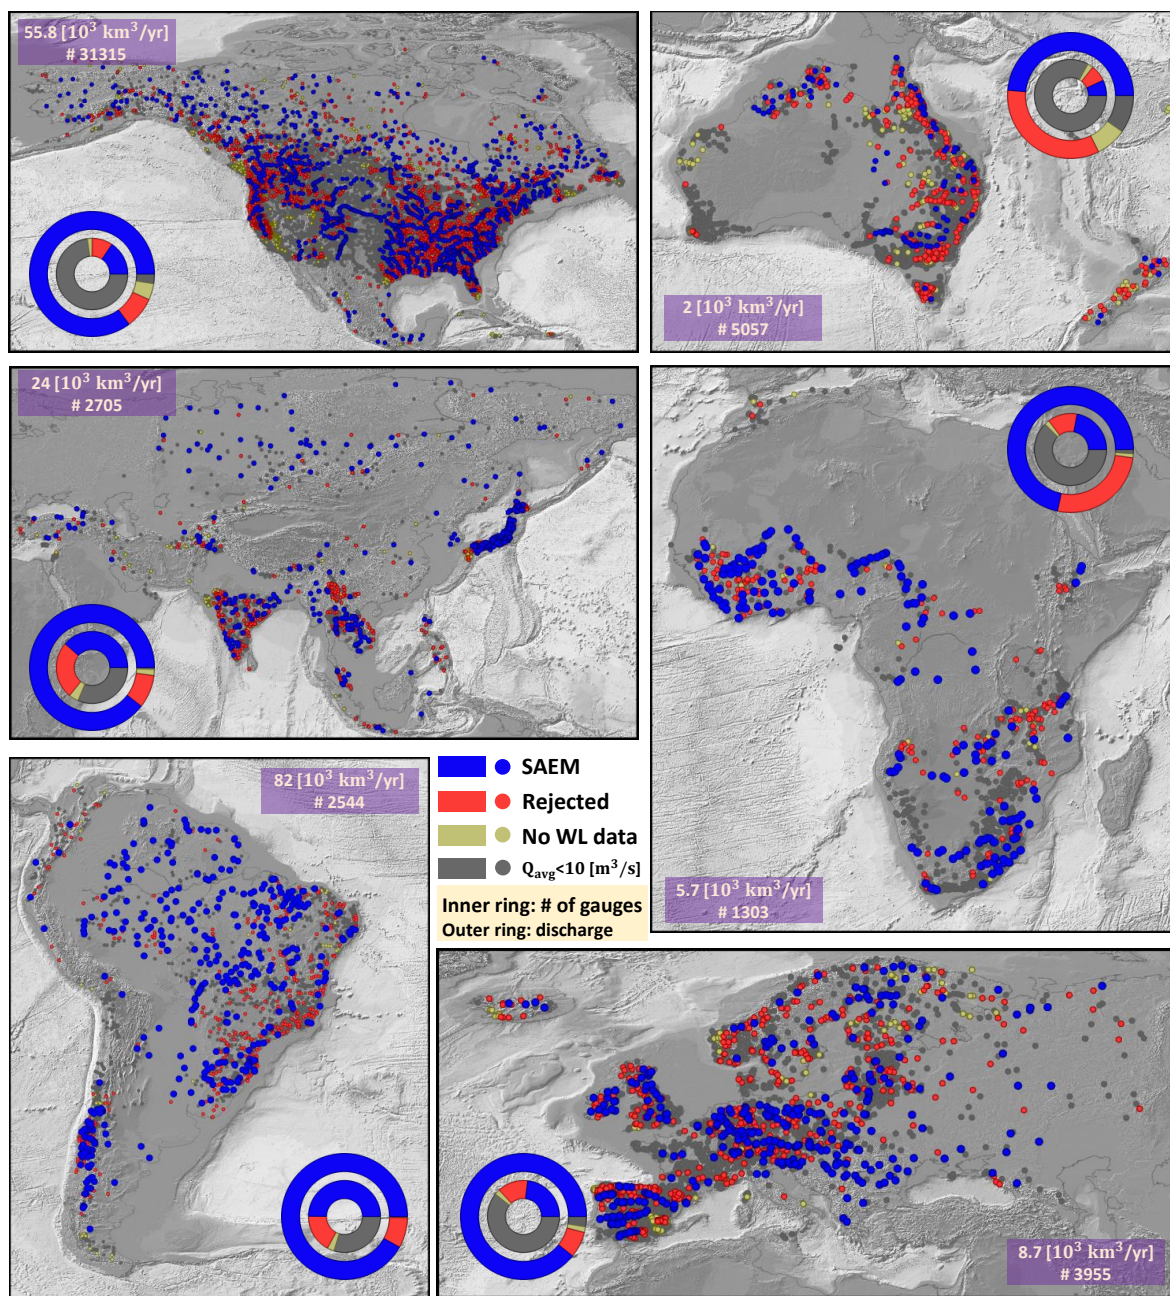 55.8 [10³ km³/yr]
# 31315
2 [10³ km³/yr]
# 5057
24 [10³ km³/yr]
# 2705
5.7 [10³ km³/yr]
# 1303
82 [10³ km³/yr]
# 2544
SAEM
Rejected
No WL data
Qavg<10 [m³/s]
Inner ring: # of gauges
Outer ring: discharge
8.7 [10³ km³/yr]
# 3955